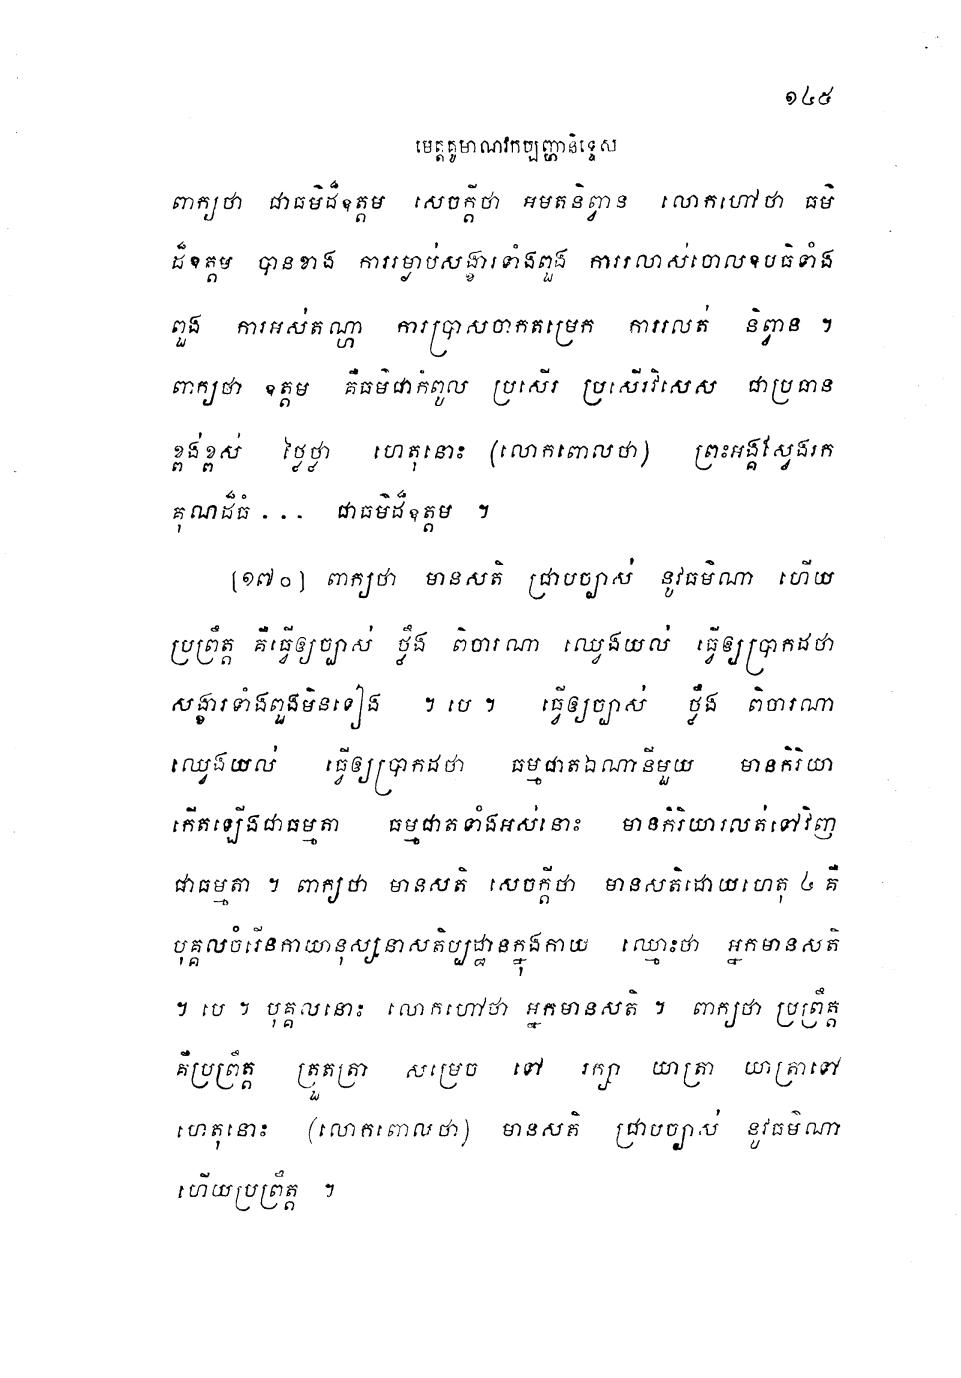 ១៤៥
មេត្តគូមាណវកប្បញ្ហានិទ្ទេស
ពាក្យថា ជាធម៌ដ៏ឧត្តម សេចក្តីថា អមតនិព្វាន លោកហៅថា ធម៌
ដ៏ឧត្តម បានខាង ការរម្ងាប់សង្ខារទាំងពួង ការរលាស់ចោលឧបធិទាំង
ពួង ការអស់តណ្ហា ការប្រាសចាកតម្រេក ការរលត់ និព្វាន ។
ពាក្យថា ឧត្តម គឺធម៌ជាកំពូល ប្រសើរ ប្រសើរវិសេស ជាប្រធាន
ខ្ពង់ខ្ពស់ ថ្លៃថ្លា ហេតុនោះ (លោកពោលថា) ព្រះអង្គស្វែងរក
គុណដ៏ធំ ... ជាធម៌ដ៏ឧត្តម ។
[១៧០] ពាក្យថា មានសតិ ជ្រាបច្បាស់ នូវធម៌ណា ហើយ
ប្រព្រឹត្ត គឺធ្វើឲ្យច្បាស់ ថ្លឹង ពិចារណា ឈ្វេងយល់ ធ្វើឲ្យប្រាកដថា
សង្ខារទាំងពួងមិនទៀង ។ បេ ។ ធ្វើឲ្យច្បាស់ ថ្លឹង ពិចារណា
ឈ្វេងយល់ ធ្វើឲ្យប្រាកដថា ធម្មជាតឯណានីមួយ មានកិរិយា
កើតឡើងជាធម្មតា ធម្មជាតទាំងអស់នោះ មានកិរិយារលត់ទៅវិញ
ជាធម្មតា ។ ពាក្យថា មានសតិ សេចក្តីថា មានសតិដោយហេតុ ៤ គឺ
បុគ្គលចំរើនកាយានុស្សនាសតិប្បដ្ឋានក្នុងកាយ ឈ្មោះថា អ្នកមានសតិ
។ បេ ។ បុគ្គលនោះ លោកហៅថា អ្នកមានសតិ ។ ពាក្យថា ប្រព្រឹត្ត
គឺប្រព្រឹត្ត ត្រួតត្រា សម្រេច ទៅ រក្សា យាត្រា យាត្រាទៅ
ហេតុនោះ (លោកពោលថា) មានសតិ ជ្រាបច្បាស់ នូវធម៌ណា
ហើយប្រព្រឹត្ត ។